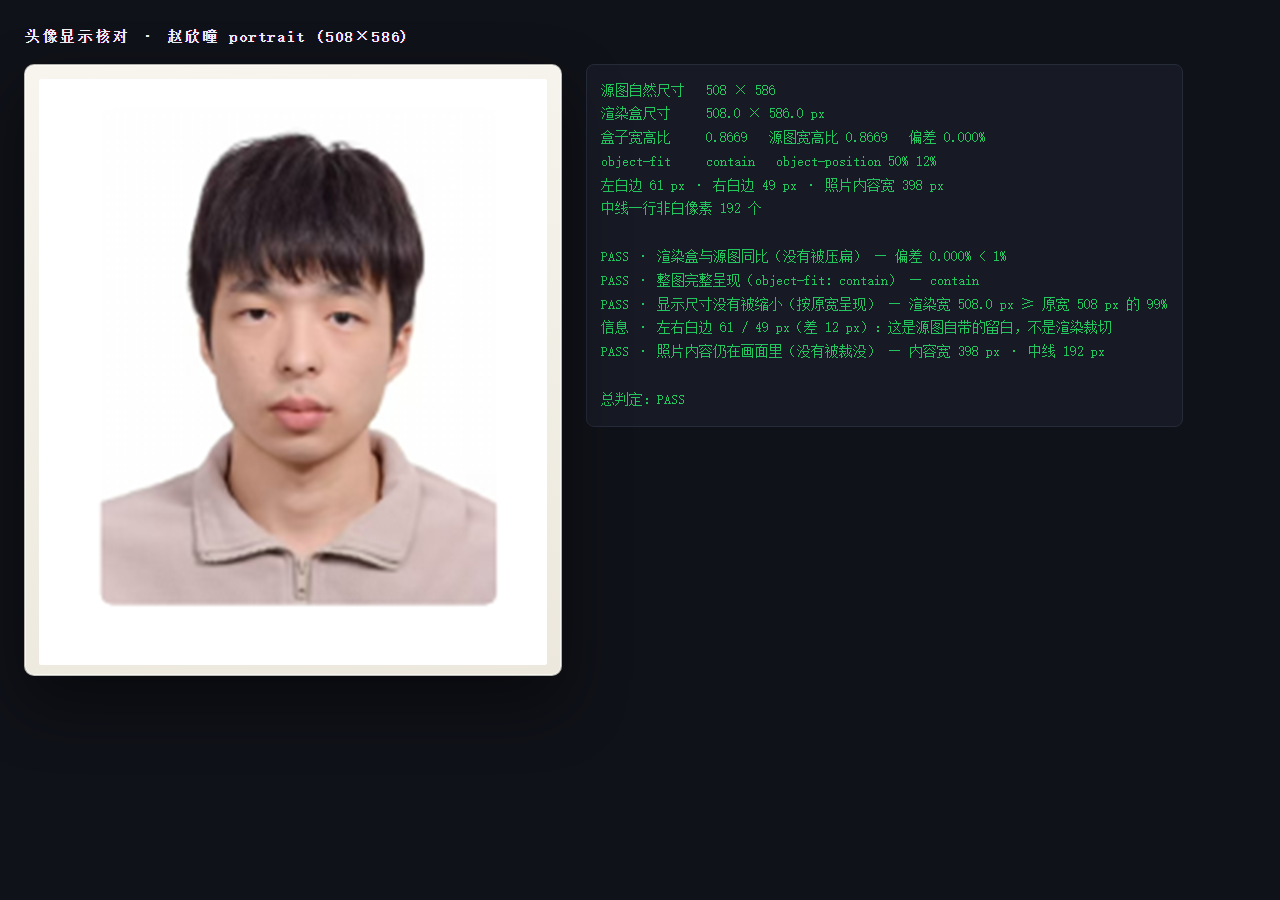 头像显示核对 · 赵欣曈 portrait (508×586)
源图自然尺寸 508 × 586
渲染盒尺寸 508.0 × 586.0 px
盒子宽高比 0.8669 源图宽高比 0.8669 偏差 0.000%
object-fit contain object-position 50% 12%
左白边 61 px · 右白边 49 px · 照片内容宽 398 px
中线一行非白像素 192 个
PASS · 渲染盒与源图同比（没有被压扁） — 偏差 0.000% < 1%
PASS · 整图完整呈现（object-fit: contain） — contain
PASS · 显示尺寸没有被缩小（按原宽呈现） — 渲染宽 508.0 px ≥ 原宽 508 px 的 99%
信息 · 左右白边 61 / 49 px（差 12 px）：这是源图自带的留白，不是渲染裁切
PASS · 照片内容仍在画面里（没有被裁没） — 内容宽 398 px · 中线 192 px
总判定：PASS